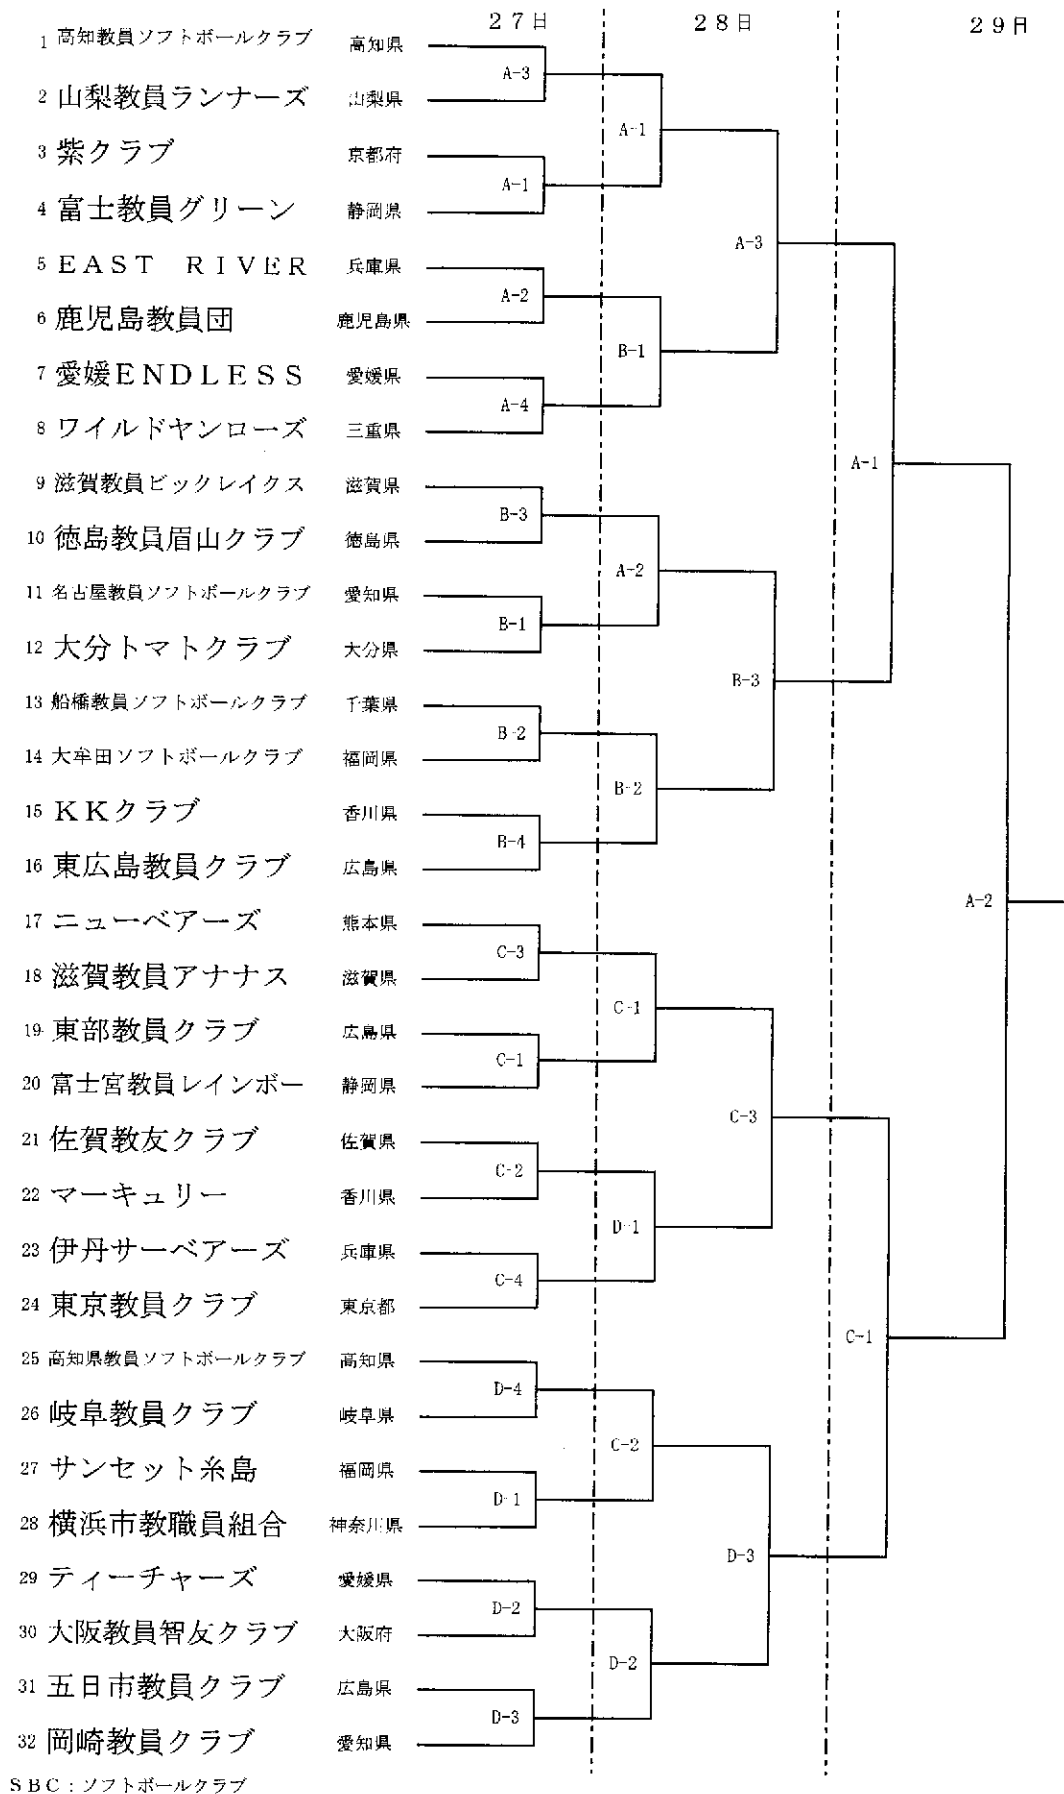 27日 28日 29日
1 高知教員ソフトボールクラブ 高知県
A-3
2 山梨教員ランナーズ 山梨県
A-1
3 紫クラブ 京都府
A-1
4 富士教員グリーン 静岡県
A-3
5 EAST RIVER 兵庫県
A-2
6 鹿児島教員団 鹿児島県
B-1
7 愛媛ENDLESS 愛媛県
A-4
8 ワイルドヤンローズ 三重県
A-1
9 滋賀教員ビックレイクス 滋賀県
B-3
10 徳島教員眉山クラブ 徳島県
A-2
11 名古屋教員ソフトボールクラブ 愛知県
B-1
12 大分トマトクラブ 大分県
B-3
13 船橋教員ソフトボールクラブ 千葉県
B-2
14 大牟田ソフトボールクラブ 福岡県
B-2
15 KKクラブ 香川県
B-4
16 東広島教員クラブ 広島県
A-2
17 ニューベアーズ 熊本県
C-3
18 滋賀教員アナナス 滋賀県
C-1
19 東部教員クラブ 広島県
C-1
20 富士宮教員レインボー 静岡県
C-3
21 佐賀教友クラブ 佐賀県
C-2
22 マーキュリー 香川県
D-1
23 伊丹サーベアーズ 兵庫県
C-4
24 東京教員クラブ 東京都
C-1
25 高知県教員ソフトボールクラブ 高知県
D-4
26 岐阜教員クラブ 岐阜県
C-2
27 サンセット糸島 福岡県
D-1
28 横浜市教職員組合 神奈川県
D-3
29 ティーチャーズ 愛媛県
D-2
30 大阪教員智友クラブ 大阪府
D-2
31 五日市教員クラブ 広島県
D-3
32 岡崎教員クラブ 愛知県
SBC：ソフトボールクラブ